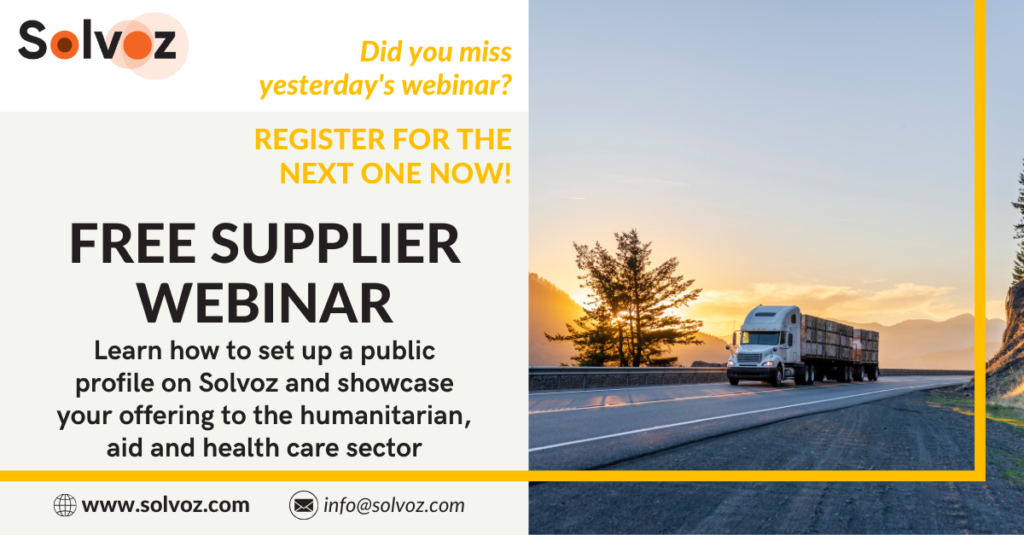 Solvoz
Did you miss
yesterday's webinar?
REGISTER FOR THE
NEXT ONE NOW!
FREE SUPPLIER
WEBINAR
Learn how to set up a public
profile on Solvoz and showcase
your offering to the humanitarian,
aid and health care sector
www.solvoz.com
info@solvoz.com